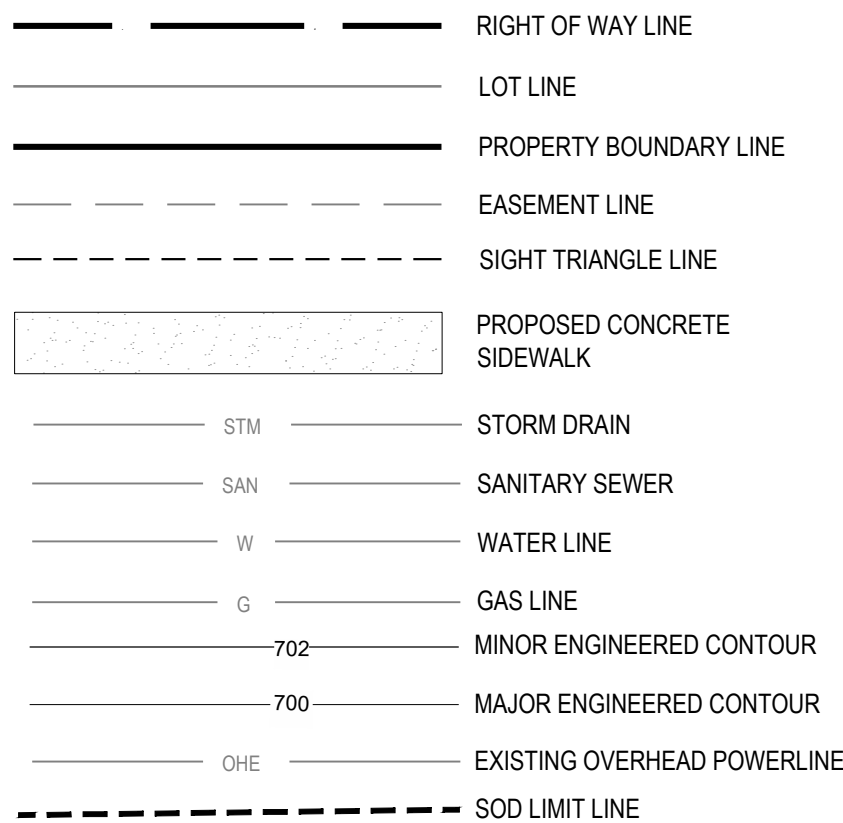 RIGHT OF WAY LINE
LOT LINE
PROPERTY BOUNDARY LINE
EASEMENT LINE
SIGHT TRIANGLE LINE
PROPOSED CONCRETE
SIDEWALK
STM STORM DRAIN
SAN SANITARY SEWER
W WATER LINE
G GAS LINE
702 MINOR ENGINEERED CONTOUR
700 MAJOR ENGINEERED CONTOUR
OHE EXISTING OVERHEAD POWERLINE
SOD LIMIT LINE